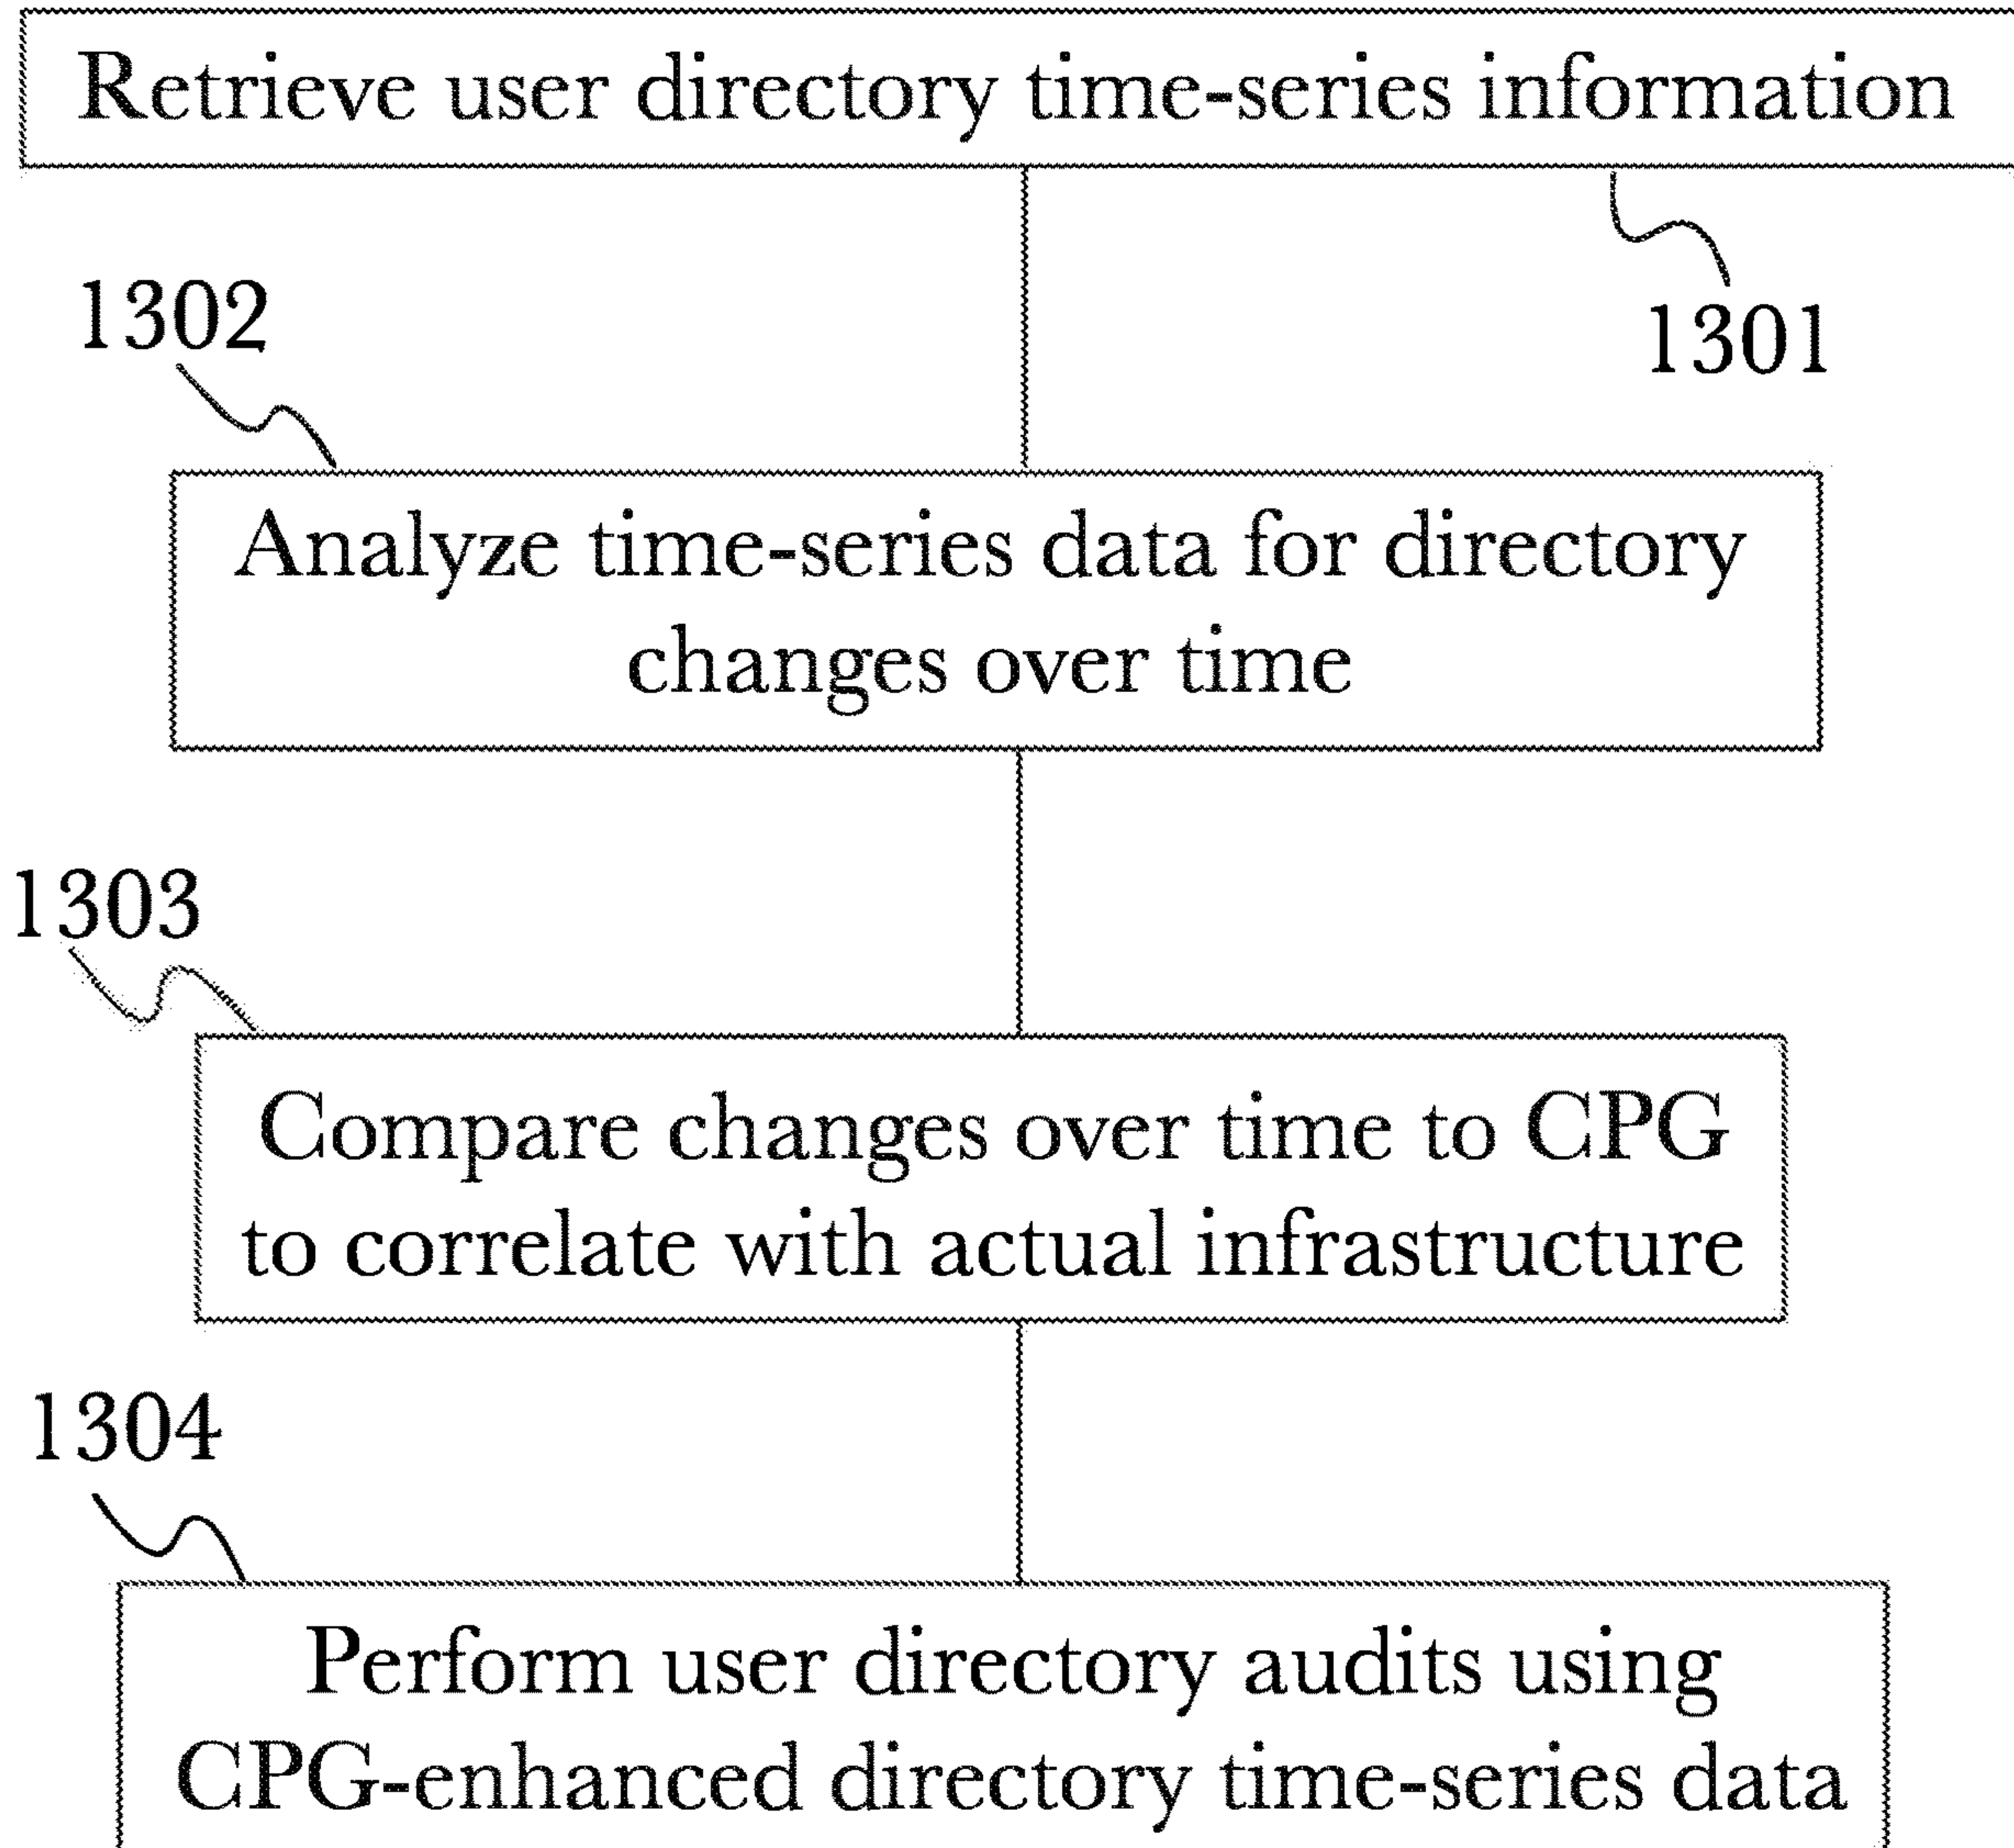 Retrieve user directory time-series information
1301
1302
Analyze time-series data for directory
changes over time
1303
Compare changes over time to CPG
to correlate with actual infrastructure
1304
Perform user directory audits using
CPG-enhanced directory time-series data